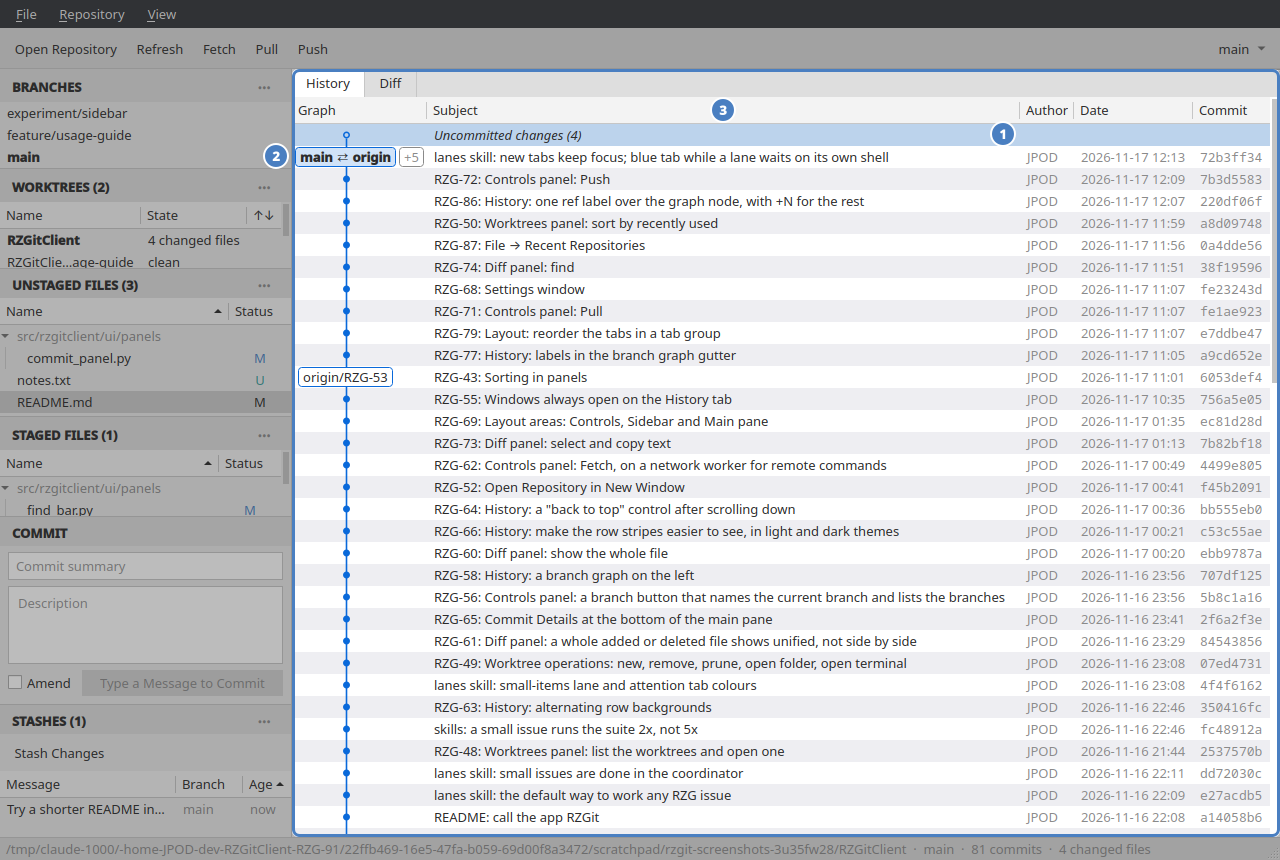 File Repository View
Open Repository Refresh Fetch Pull Push main
BRANCHES ···
experiment/sidebar
feature/usage-guide
main
WORKTREES (2) ···
Name State ↑↓
RZGitClient 4 changed files
RZGitClie...age-guide clean
UNSTAGED FILES (3) ···
Name Status
src/rzgitclient/ui/panels
commit_panel.py M
notes.txt U
README.md M
STAGED FILES (1) ···
Name Status
src/rzgitclient/ui/panels
find_bar.py M
COMMIT
Commit summary
Description
Amend Type a Message to Commit
STASHES (1) ···
Stash Changes
Message Branch Age
Try a shorter README in... main now
History Diff
Graph Subject 3 Author Date Commit
Uncommitted changes (4) 1
2 main ⇄ origin +5 lanes skill: new tabs keep focus; blue tab while a lane waits on its own shell JPOD 2026-11-17 12:13 72b3ff34
RZG-72: Controls panel: Push JPOD 2026-11-17 12:09 7b3d5583
RZG-86: History: one ref label over the graph node, with +N for the rest JPOD 2026-11-17 12:07 220df06f
RZG-50: Worktrees panel: sort by recently used JPOD 2026-11-17 11:59 a8d09748
RZG-87: File → Recent Repositories JPOD 2026-11-17 11:56 0a4dde56
RZG-74: Diff panel: find JPOD 2026-11-17 11:51 38f19596
RZG-68: Settings window JPOD 2026-11-17 11:07 fe23243d
RZG-71: Controls panel: Pull JPOD 2026-11-17 11:07 fe1ae923
RZG-79: Layout: reorder the tabs in a tab group JPOD 2026-11-17 11:07 e7ddbe47
RZG-77: History: labels in the branch graph gutter JPOD 2026-11-17 11:05 a9cd652e
origin/RZG-53 RZG-43: Sorting in panels JPOD 2026-11-17 11:01 6053def4
RZG-55: Windows always open on the History tab JPOD 2026-11-17 10:35 756a5e05
RZG-69: Layout areas: Controls, Sidebar and Main pane JPOD 2026-11-17 01:35 ec81d28d
RZG-73: Diff panel: select and copy text JPOD 2026-11-17 01:13 7b82bf18
RZG-62: Controls panel: Fetch, on a network worker for remote commands JPOD 2026-11-17 00:49 4499e805
RZG-52: Open Repository in New Window JPOD 2026-11-17 00:41 f45b2091
RZG-64: History: a "back to top" control after scrolling down JPOD 2026-11-17 00:36 bb555eb0
RZG-66: History: make the row stripes easier to see, in light and dark themes JPOD 2026-11-17 00:21 c53c55ae
RZG-60: Diff panel: show the whole file JPOD 2026-11-17 00:20 ebb9787a
RZG-58: History: a branch graph on the left JPOD 2026-11-16 23:56 707df125
RZG-56: Controls panel: a branch button that names the current branch and lists the branches JPOD 2026-11-16 23:56 5b8c1a16
RZG-65: Commit Details at the bottom of the main pane JPOD 2026-11-16 23:41 2f6a2f3e
RZG-61: Diff panel: a whole added or deleted file shows unified, not side by side JPOD 2026-11-16 23:29 84543856
RZG-49: Worktree operations: new, remove, prune, open folder, open terminal JPOD 2026-11-16 23:08 07ed4731
lanes skill: small-items lane and attention tab colours JPOD 2026-11-16 23:08 4f4f6162
RZG-63: History: alternating row backgrounds JPOD 2026-11-16 22:46 350416fc
skills: a small issue runs the suite 2x, not 5x JPOD 2026-11-16 22:46 fc48912a
RZG-48: Worktrees panel: list the worktrees and open one JPOD 2026-11-16 21:44 2537570b
lanes skill: small issues are done in the coordinator JPOD 2026-11-16 22:11 dd72030c
lanes skill: the default way to work any RZG issue JPOD 2026-11-16 22:09 e27acdb5
README: call the app RZGit JPOD 2026-11-16 22:08 a14058b6
/tmp/claude-1000/-home-JPOD-dev-RZGitClient-RZG-91/22ffb469-16e5-47fa-b059-69d00f8a3472/scratchpad/rzgit-screenshots-3u35fw28/RZGitClient · main · 81 commits · 4 changed files